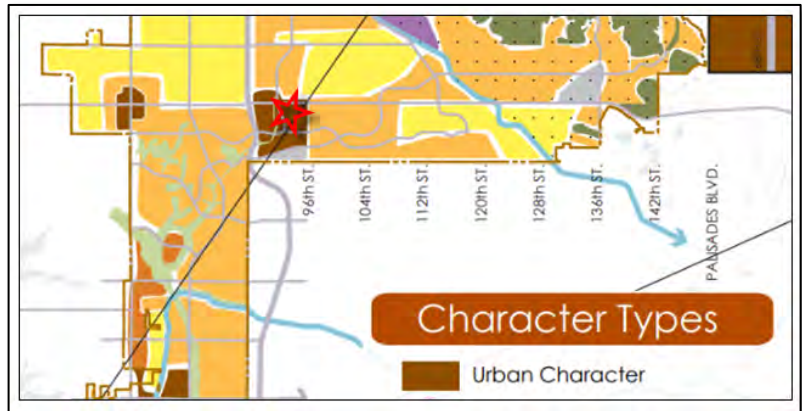 96th ST.
104th ST.
112th ST.
120th ST.
128th ST.
136th ST.
142th ST.
PALISADES BLVD.
Character Types
Urban Character